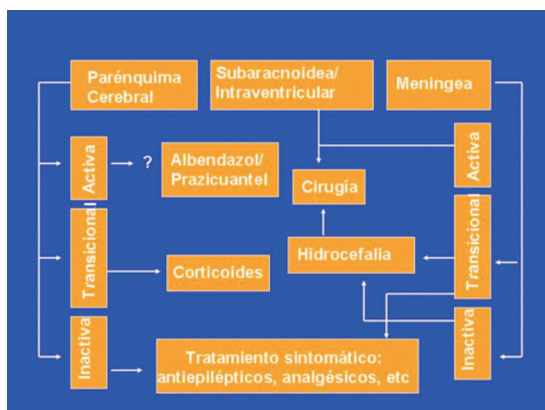 Parénquima
Cerebral
Subaracnoidea/
Intraventricular
Meningea
Activa
?
Albendazol/
Prazicuantel
Cirugía
Activa
Transicional
Corticoides
Hidrocefalia
Transicional
Inactiva
Tratamiento sintomático:
antiepilépticos, analgésicos, etc
Inactiva